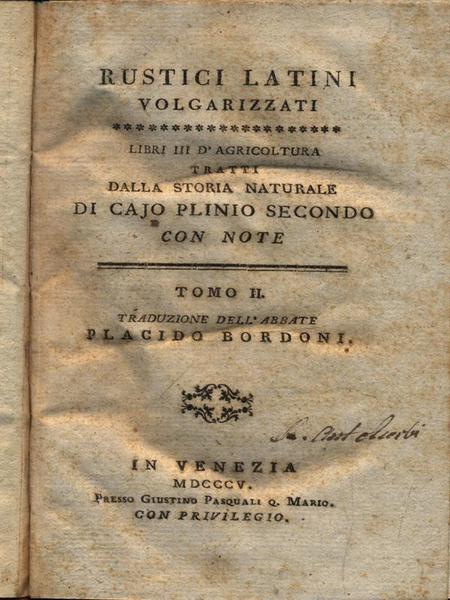 RUSTICI LATINI
VOLGARIZZATI
LIBRI III D'AGRICOLTURA
TRATTI
DALLA STORIA NATURALE
DI CAJO PLINIO SECONDO
CON NOTE
TOMO II.
TRADUZIONE DELL'ABBATE
PLACIDO BORDONI.
IN VENEZIA
MDCCCV.
PRESSO GIUSTINO PASQUALI Q. MARIO.
CON PRIVILEGIO.